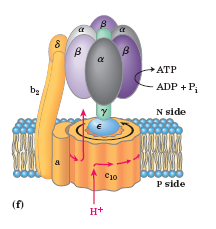 β
α
α
δ
β
β
α
ATP
ADP + Pi
b2
γ
N side
ϵ
a
c10
P side
(f)
H+